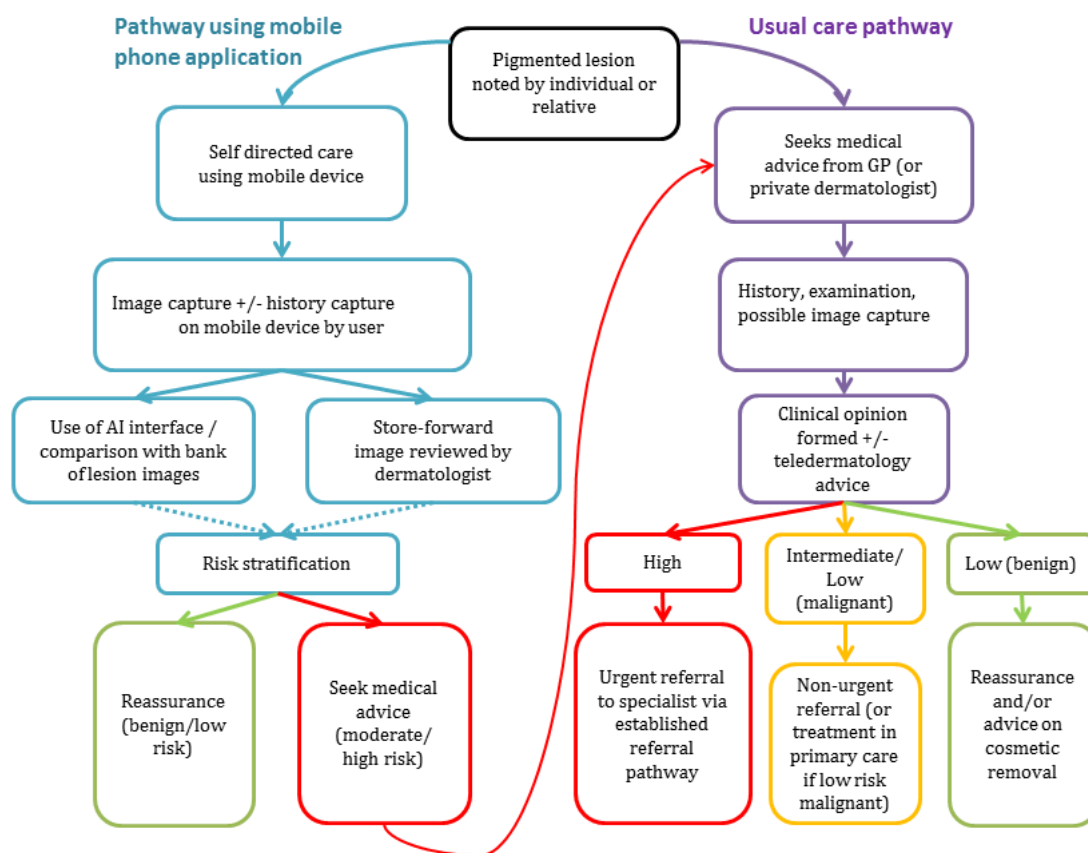 Pathway using mobile
phone application
Usual care pathway
Pigmented lesion
noted by individual or
relative
Self directed care
using mobile device
Seeks medical
advice from GP (or
private dermatologist)
Image capture +/- history capture
on mobile device by user
History, examination,
possible image capture
Use of AI interface /
comparison with bank
of lesion images
Store-forward
image reviewed by
dermatologist
Clinical opinion
formed +/-
teledermatology
advice
Risk stratification
High
Intermediate/
Low
(malignant)
Low (benign)
Reassurance
(benign/low
risk)
Seek medical
advice
(moderate/
high risk)
Urgent referral
to specialist via
established
referral
pathway
Non-urgent
referral (or
treatment in
primary care
if low risk
malignant)
Reassurance
and/or
advice on
cosmetic
removal